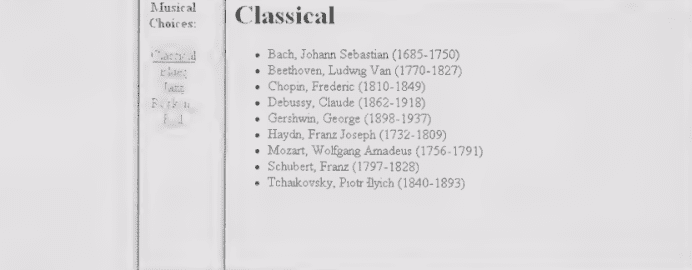 Musical
Choices:
Classical
Jazz
Classical
Bach, Johann Sebastian (1685-1750)
Beethoven, Ludwig Van (1770-1827)
Chopin, Frederic (1810-1849)
Debussy, Claude (1862-1918)
Gershwin, George (1898-1937)
Haydn, Franz Joseph (1732-1809)
Mozart, Wolfgang Amadeus (1756-1791)
Schubert, Franz (1797-1828)
Tchaikovsky, Piotr Ilyich (1840-1893)